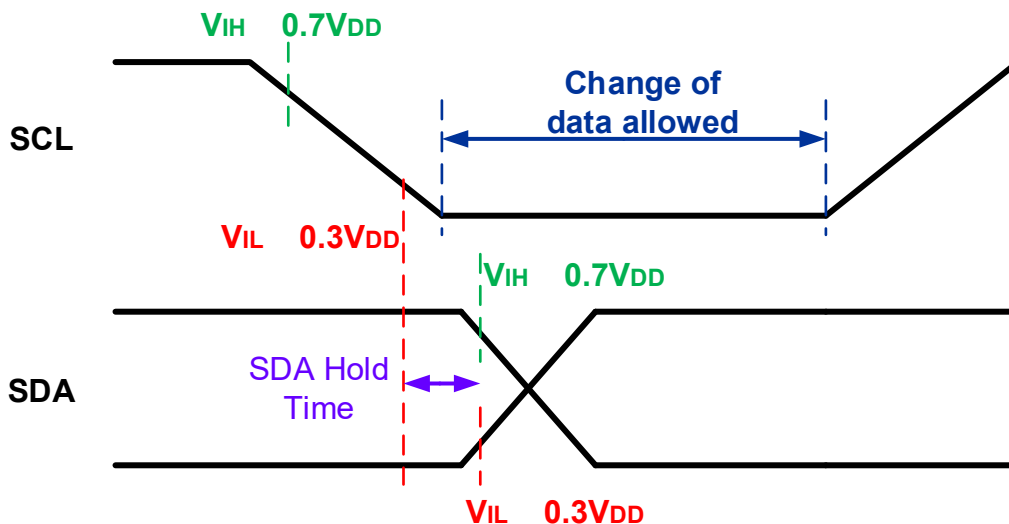 VIH 0.7VDD
Change of
data allowed
SCL
VIL 0.3VDD
VIH 0.7VDD
SDA Hold
Time
SDA
VIL 0.3VDD